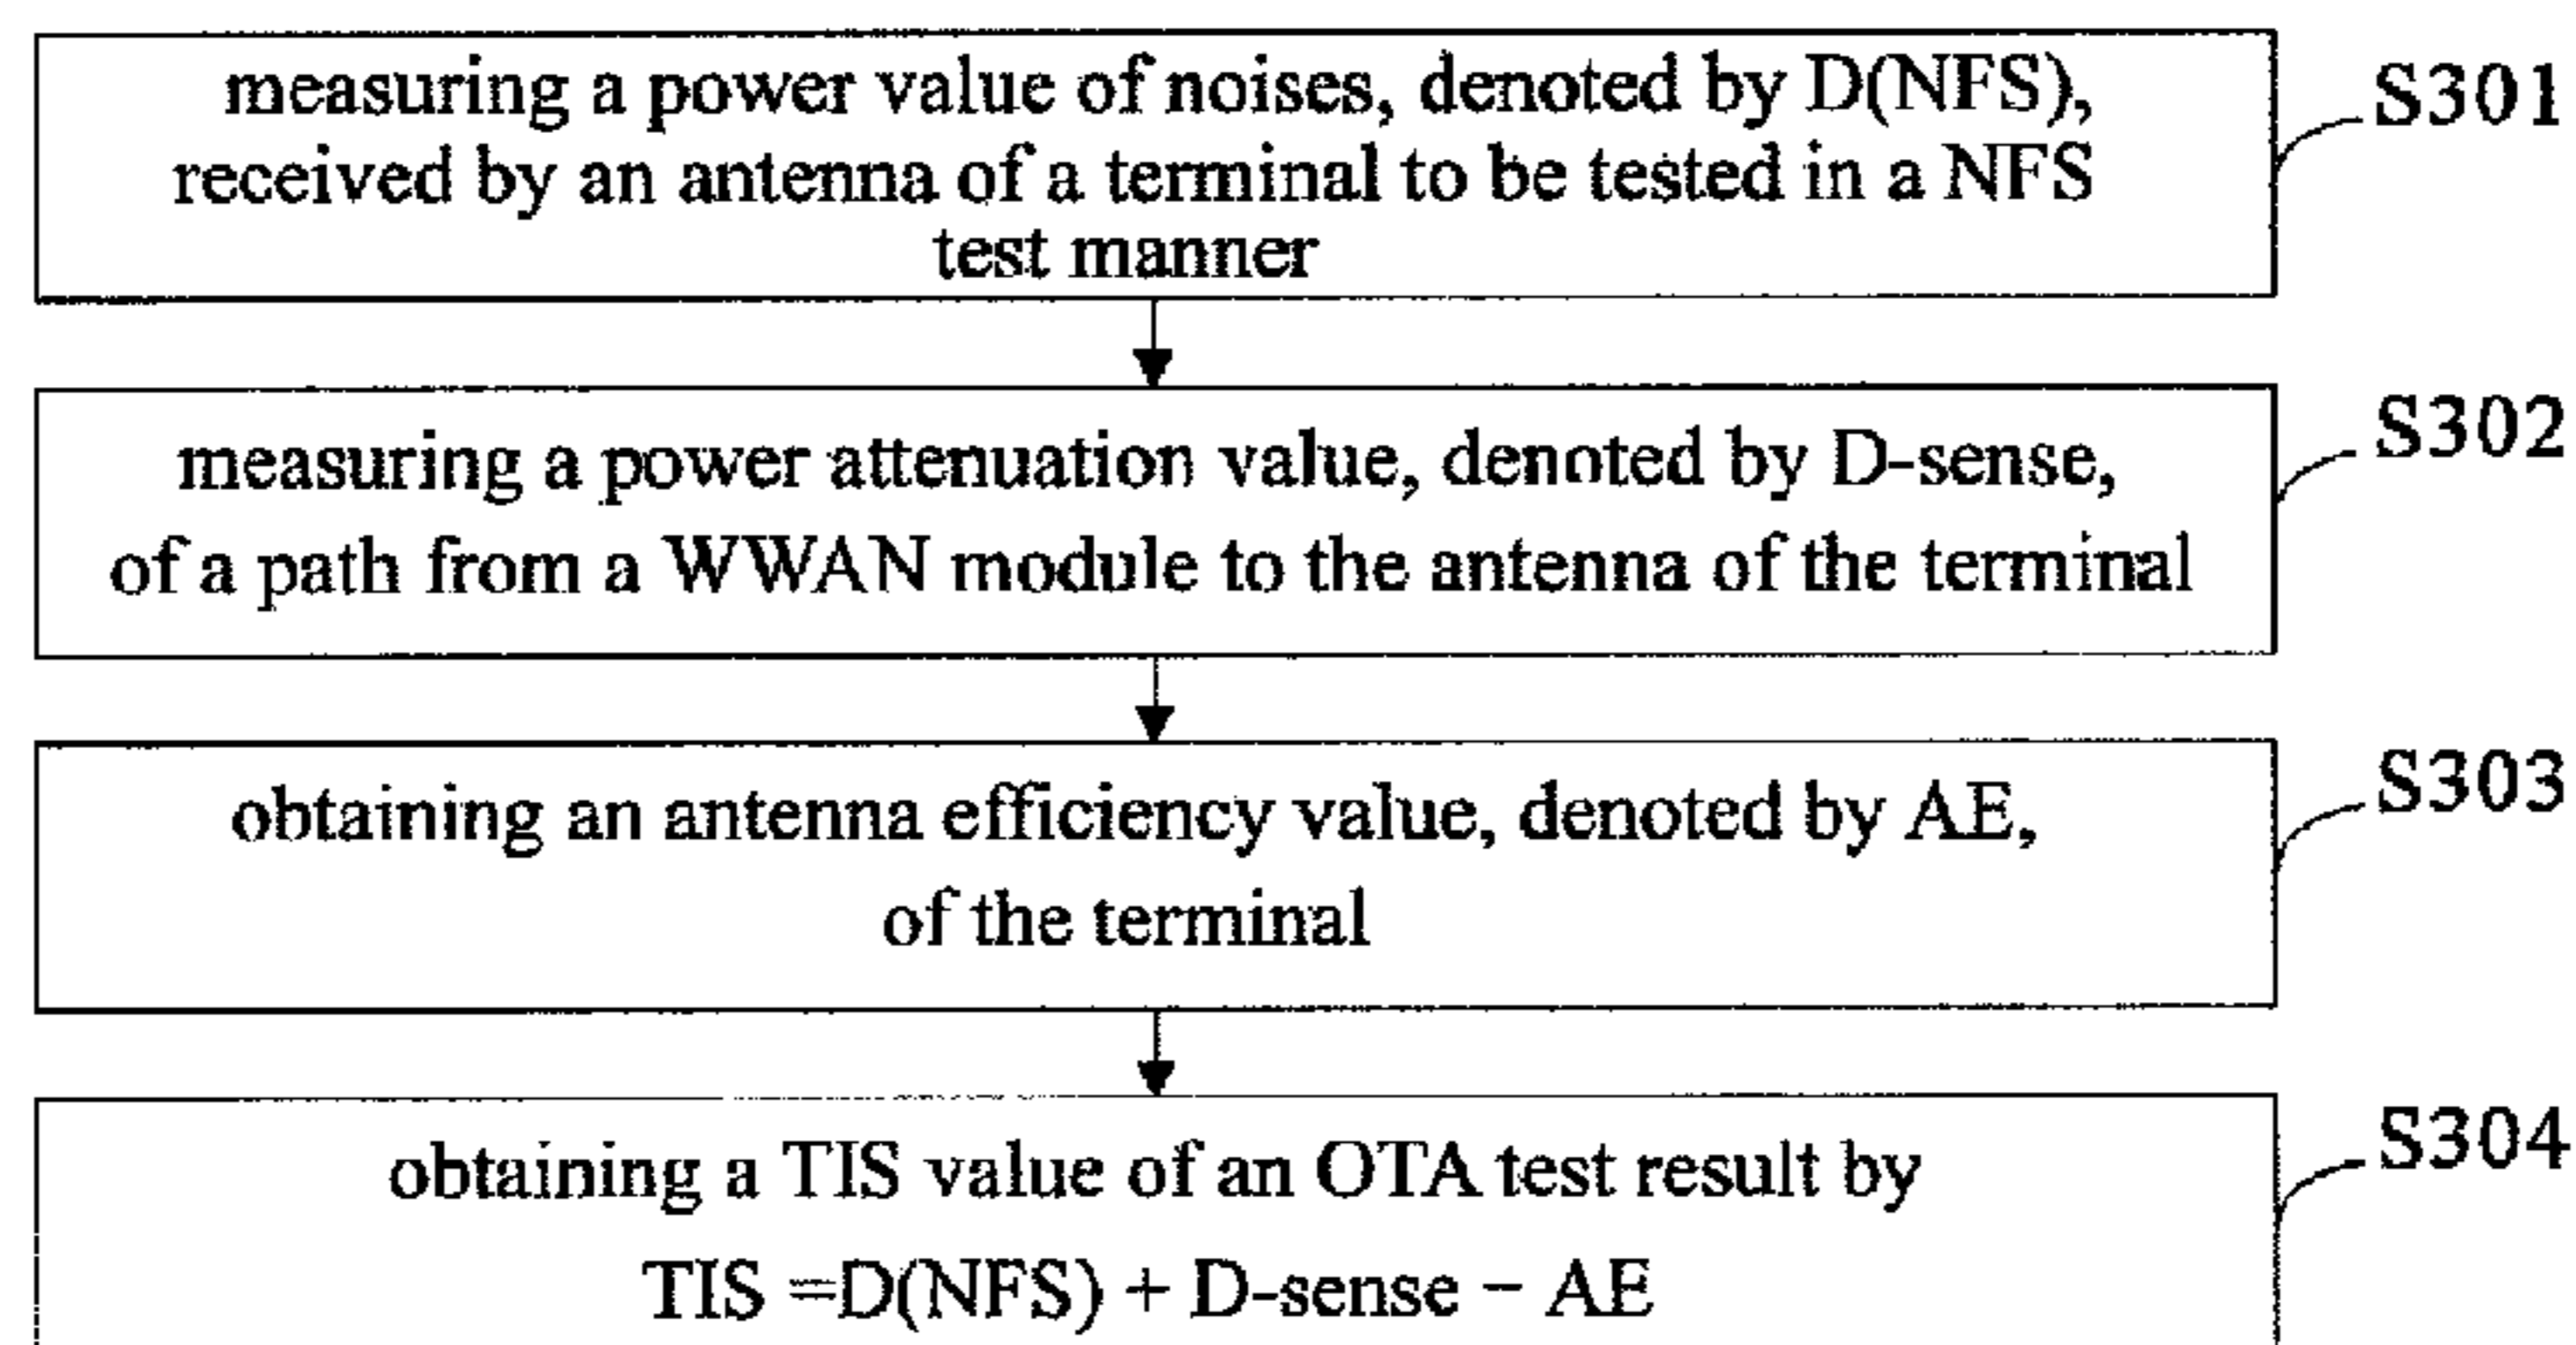 measuring a power value of noises, denoted by D(NFS),
received by an antenna of a terminal to be tested in a NFS
test manner
S301
measuring a power attenuation value, denoted by D-sense,
of a path from a WWAN module to the antenna of the terminal
S302
obtaining an antenna efficiency value, denoted by AE,
of the terminal
S303
obtaining a TIS value of an OTA test result by
TIS =D(NFS) + D-sense − AE
S304